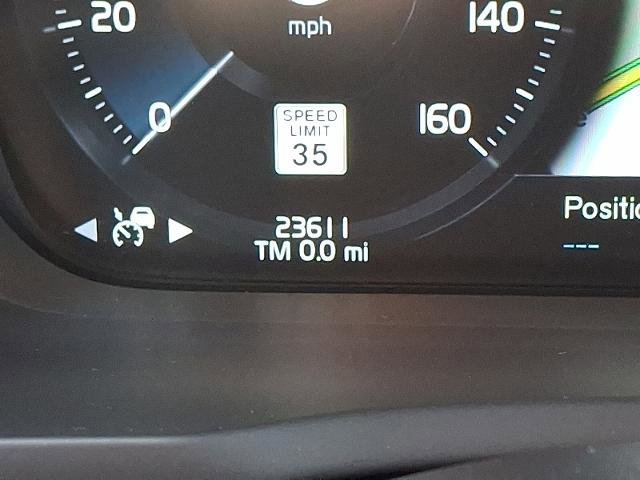 20
mph
140
0
SPEED
LIMIT
35
160
23611
TM 0.0 mi
Positio
---